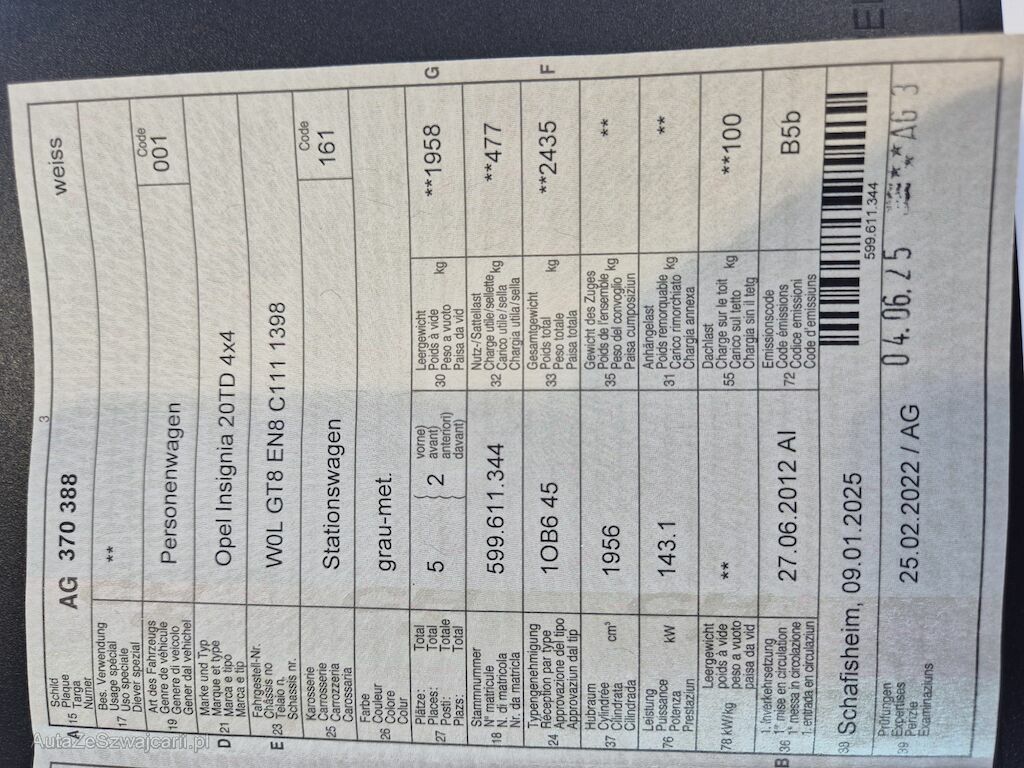 3
A 15 Schild
Plaque
Targa
Numer
AG 370 388
weiss
17 Bes. Verwendung
Usage spécial
Uso speciale
Diever spezial
**
19 Art des Fahrzeugs
Genre de véhicule
Genere di veicolo
Gener dal vehichel
Personenwagen
Code
001
D 21 Marke und Typ
Marque et type
Marca e tipo
Marca e tip
Opel Insignia 20TD 4x4
E 23 Fahrgestell-Nr.
Châssis no
Telaio n.
Schassis nr.
W0L GT8 EN8 C111 1398
25 Karosserie
Carrosserie
Carrozzeria
Carossaria
Stationswagen
Code
161
26 Farbe
Couleur
Colore
Colur
grau-met.
27 Plätze: Total
Places: Total
Posti: Totale
Plazs: Total
5
2
vorne)
avant)
anteriori)
davant)
30 Leergewicht
Poids à vide
Peso a vuoto
Paisa da vid
kg
**1958
G
18 Stammnummer
N° matricule
N. di matricola
Nr. da matricla
599.611.344
32 Nutz-/Sattellast
Charge utile/sellette
Carico utile/sella
Chargia utila/sella
kg
**477
24 Typengenehmigung
Réception par type
Approvazione del tipo
Approvaziun dal tip
1OB6 45
33 Gesamtgewicht
Poids total
Peso totale
Paisa totala
kg
**2435
F
37 Hubraum
Cylindrée
Cilindrata
Cilindrada
cm³
1956
35 Gewicht des Zuges
Poids de l'ensemble
Peso del convoglio
Paisa cumposiziun
kg
**
76 Leistung
Puissance
Potenza
Prestaziun
kW
143.1
31 Anhängelast
Poids remorquable
Carico rimorchiato
Chargia annexa
kg
**
78 kW/kg Leergewicht
poids à vide
peso a vuoto
paisa da vid
**
55 Dachlast
Charge sur le toit
Carico sul tetto
Chargia sin il tetg
kg
**100
B 36 1. Inverkehrsetzung
1re mise en circulation
1a messa in circolazione
1. entrada en circulaziun
27.06.2012 AI
72 Emissionscode
Code émissions
Codice emissioni
Code d'emissiuns
B5b
38 Schafisheim, 09.01.2025
599.611.344
39 Prüfungen
Expertises
Perizie
Examinaziuns
25.02.2022 / AG
04.06.25
AG 3
AutaZeSzwajcarii.pl